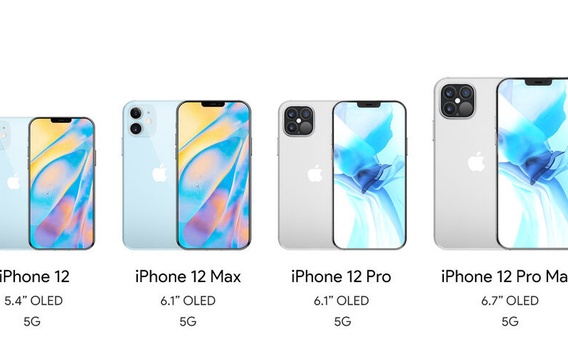 iPhone 12
5.4” OLED
5G
iPhone 12 Max
6.1” OLED
5G
iPhone 12 Pro
6.1” OLED
5G
iPhone 12 Pro Ma
6.7” OLED
5G